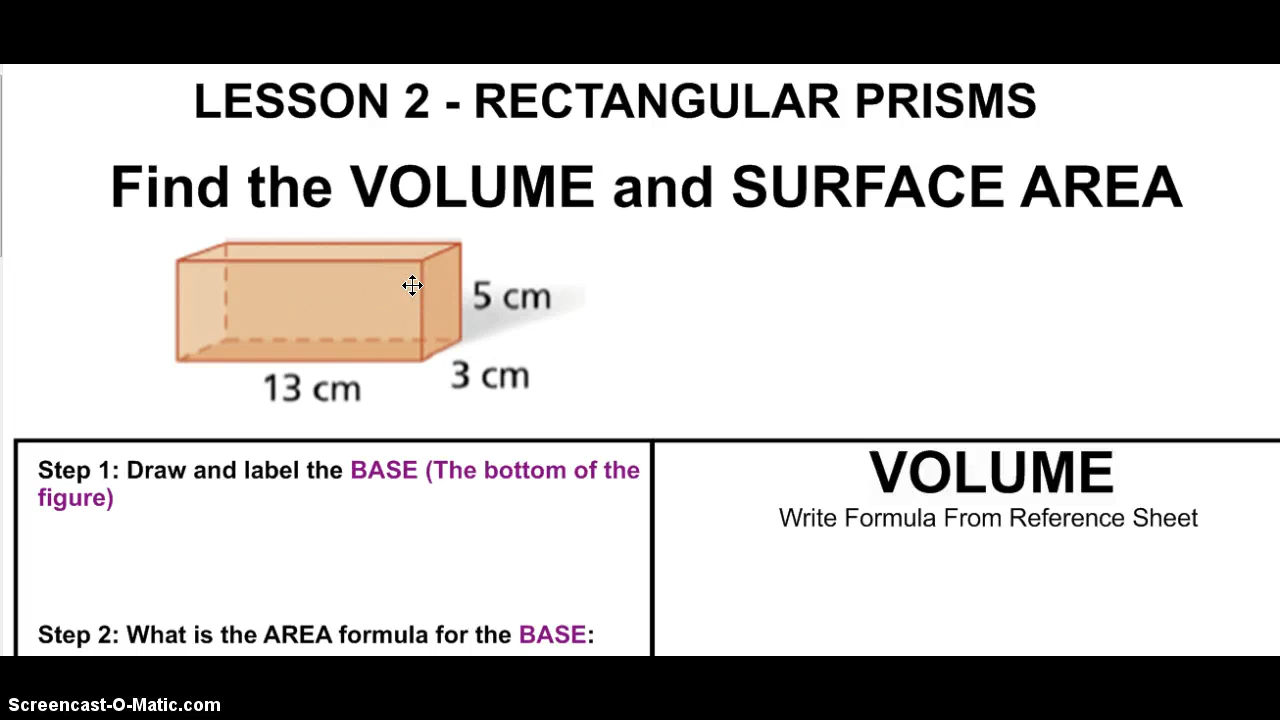 LESSON 2 - RECTANGULAR PRISMS
Find the VOLUME and SURFACE AREA
5 cm
3 cm
13 cm
Step 1: Draw and label the BASE (The bottom of the
figure)
VOLUME
Write Formula From Reference Sheet
Step 2: What is the AREA formula for the BASE:
Screencast-O-Matic.com